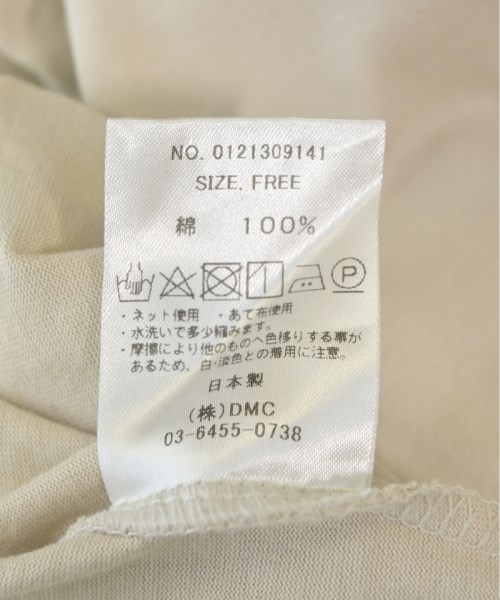 NO. 0121309141
SIZE. FREE
綿 100%
P
・ネット使用 ・あて布使用
・水洗いで多少縮みます。
・摩擦により他のものへ色移りする事が
あるため、白・淡色との着用に注意。
日本製
(株)DMC
03-6455-0738